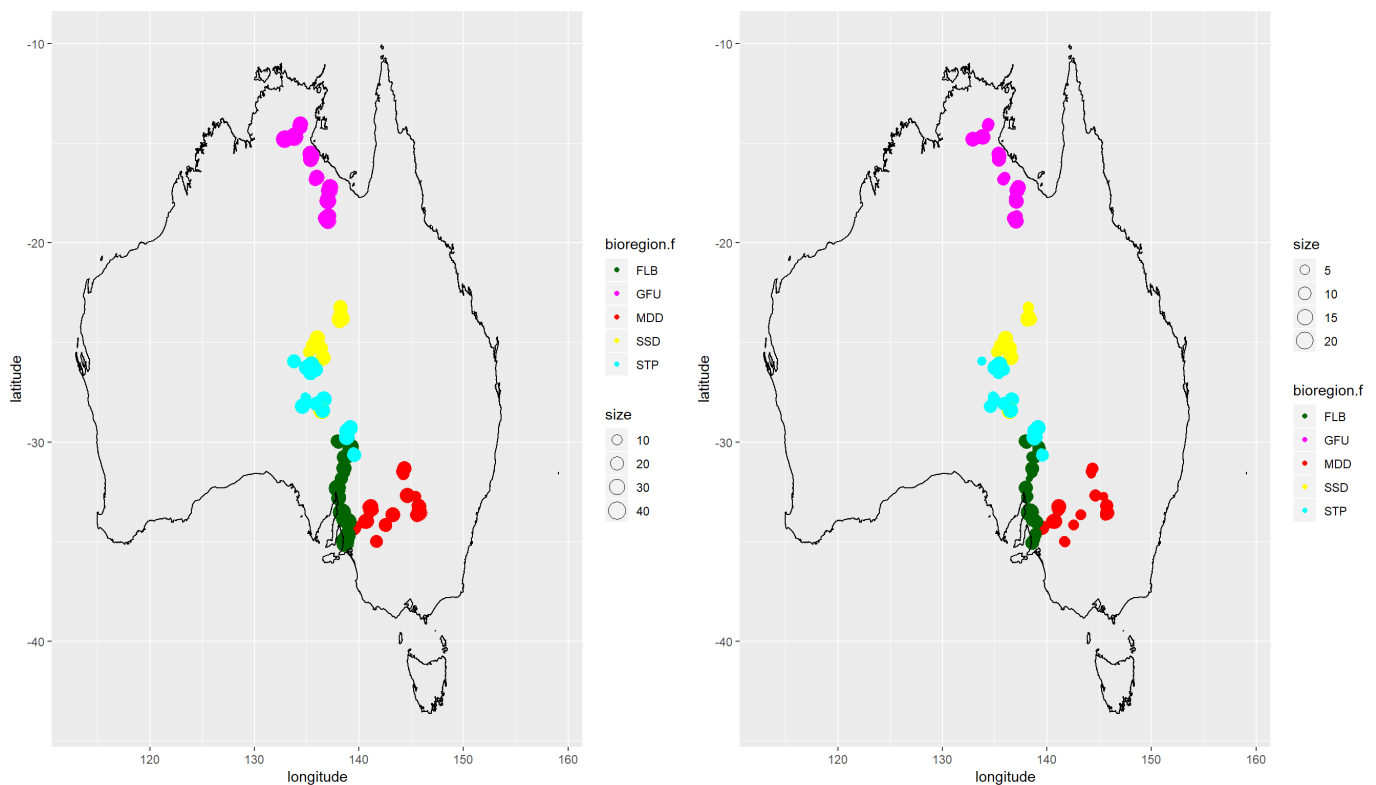 -10
-20
-30
-40
latitude
120
130
140
150
160
longitude
bioregion.f
FLB
GFU
MDD
SSD
STP
size
10
20
30
40
-10
-20
-30
-40
latitude
120
130
140
150
160
longitude
size
5
10
15
20
bioregion.f
FLB
GFU
MDD
SSD
STP